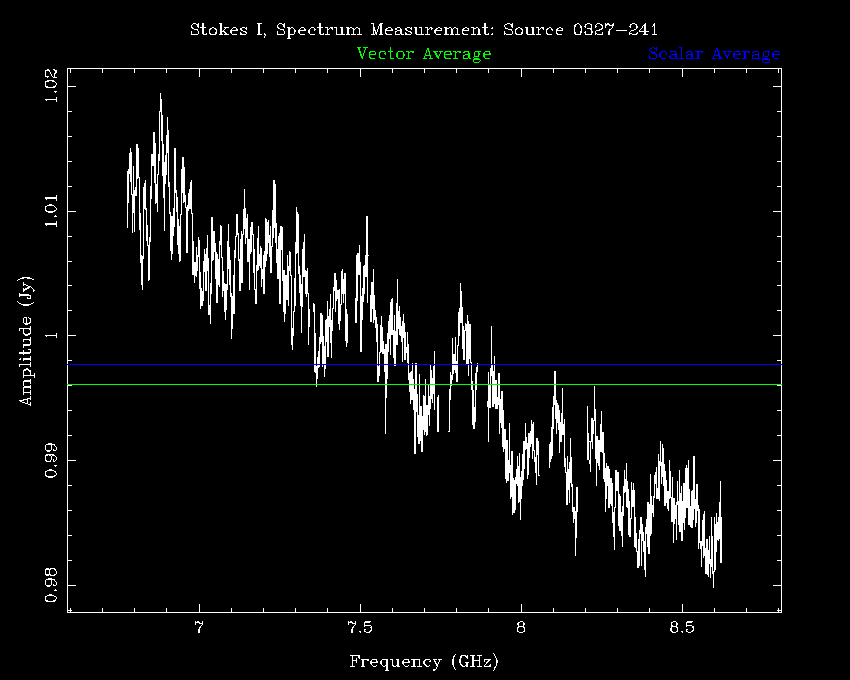 Stokes I, Spectrum Measurement: Source 0327-241
Vector Average Scalar Average
1.02
1.01
1
0.99
0.98
Amplitude (Jy)
7 7.5 8 8.5
Frequency (GHz)